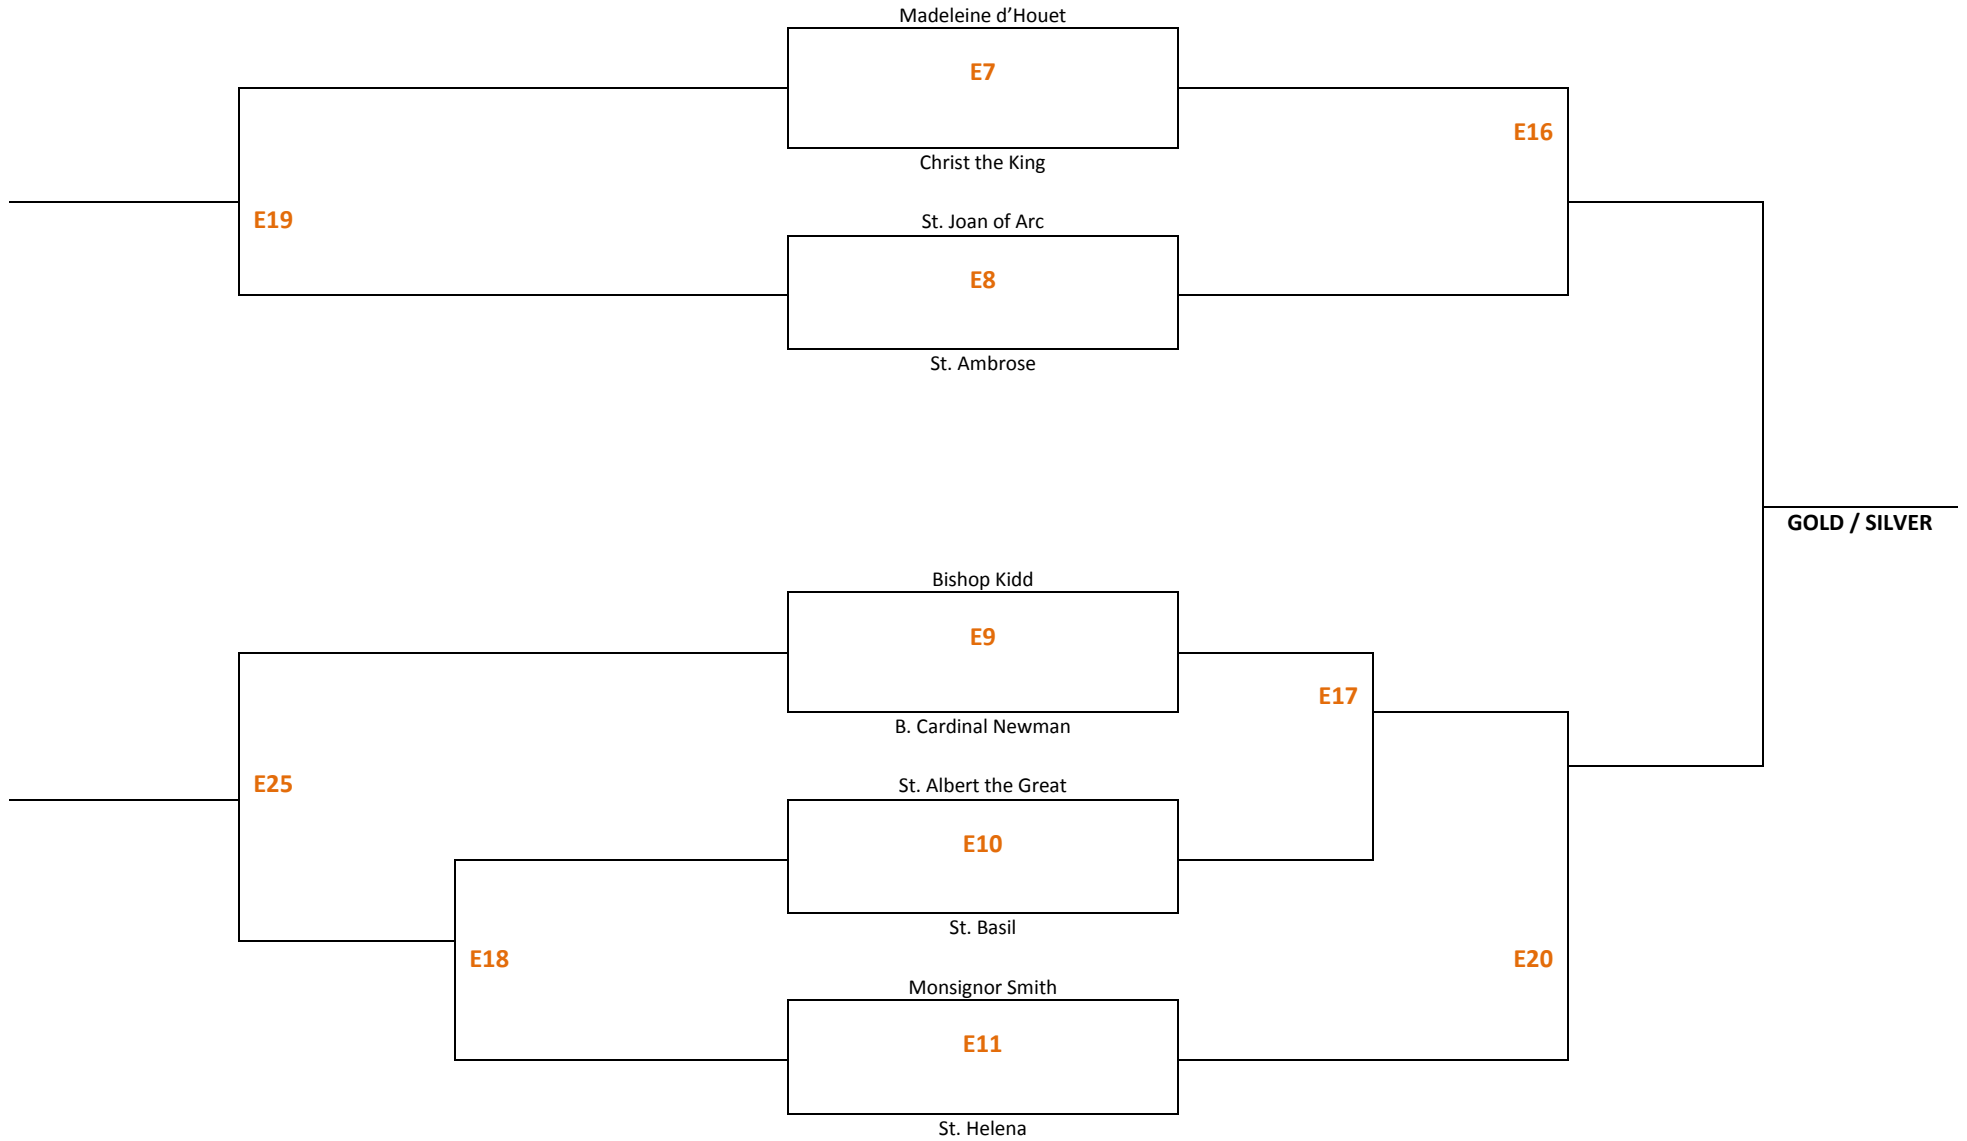 Madeleine d’Houet
E7
E16
Christ the King
E19
St. Joan of Arc
E8
St. Ambrose
GOLD / SILVER
Bishop Kidd
E9
E17
B. Cardinal Newman
E25
St. Albert the Great
E10
St. Basil
E18
E20
Monsignor Smith
E11
St. Helena